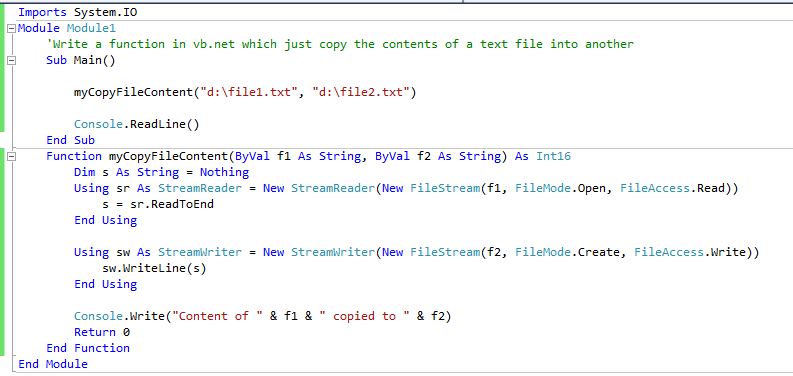 Imports System.IO
Module Module1
    'Write a function in vb.net which just copy the contents of a text file into another
    Sub Main()

        myCopyFileContent("d:\file1.txt", "d:\file2.txt")

        Console.ReadLine()
    End Sub
    Function myCopyFileContent(ByVal f1 As String, ByVal f2 As String) As Int16
        Dim s As String = Nothing
        Using sr As StreamReader = New StreamReader(New FileStream(f1, FileMode.Open, FileAccess.Read))
            s = sr.ReadToEnd
        End Using

        Using sw As StreamWriter = New StreamWriter(New FileStream(f2, FileMode.Create, FileAccess.Write))
            sw.WriteLine(s)
        End Using

        Console.Write("Content of " & f1 & " copied to " & f2)
        Return 0
    End Function
End Module